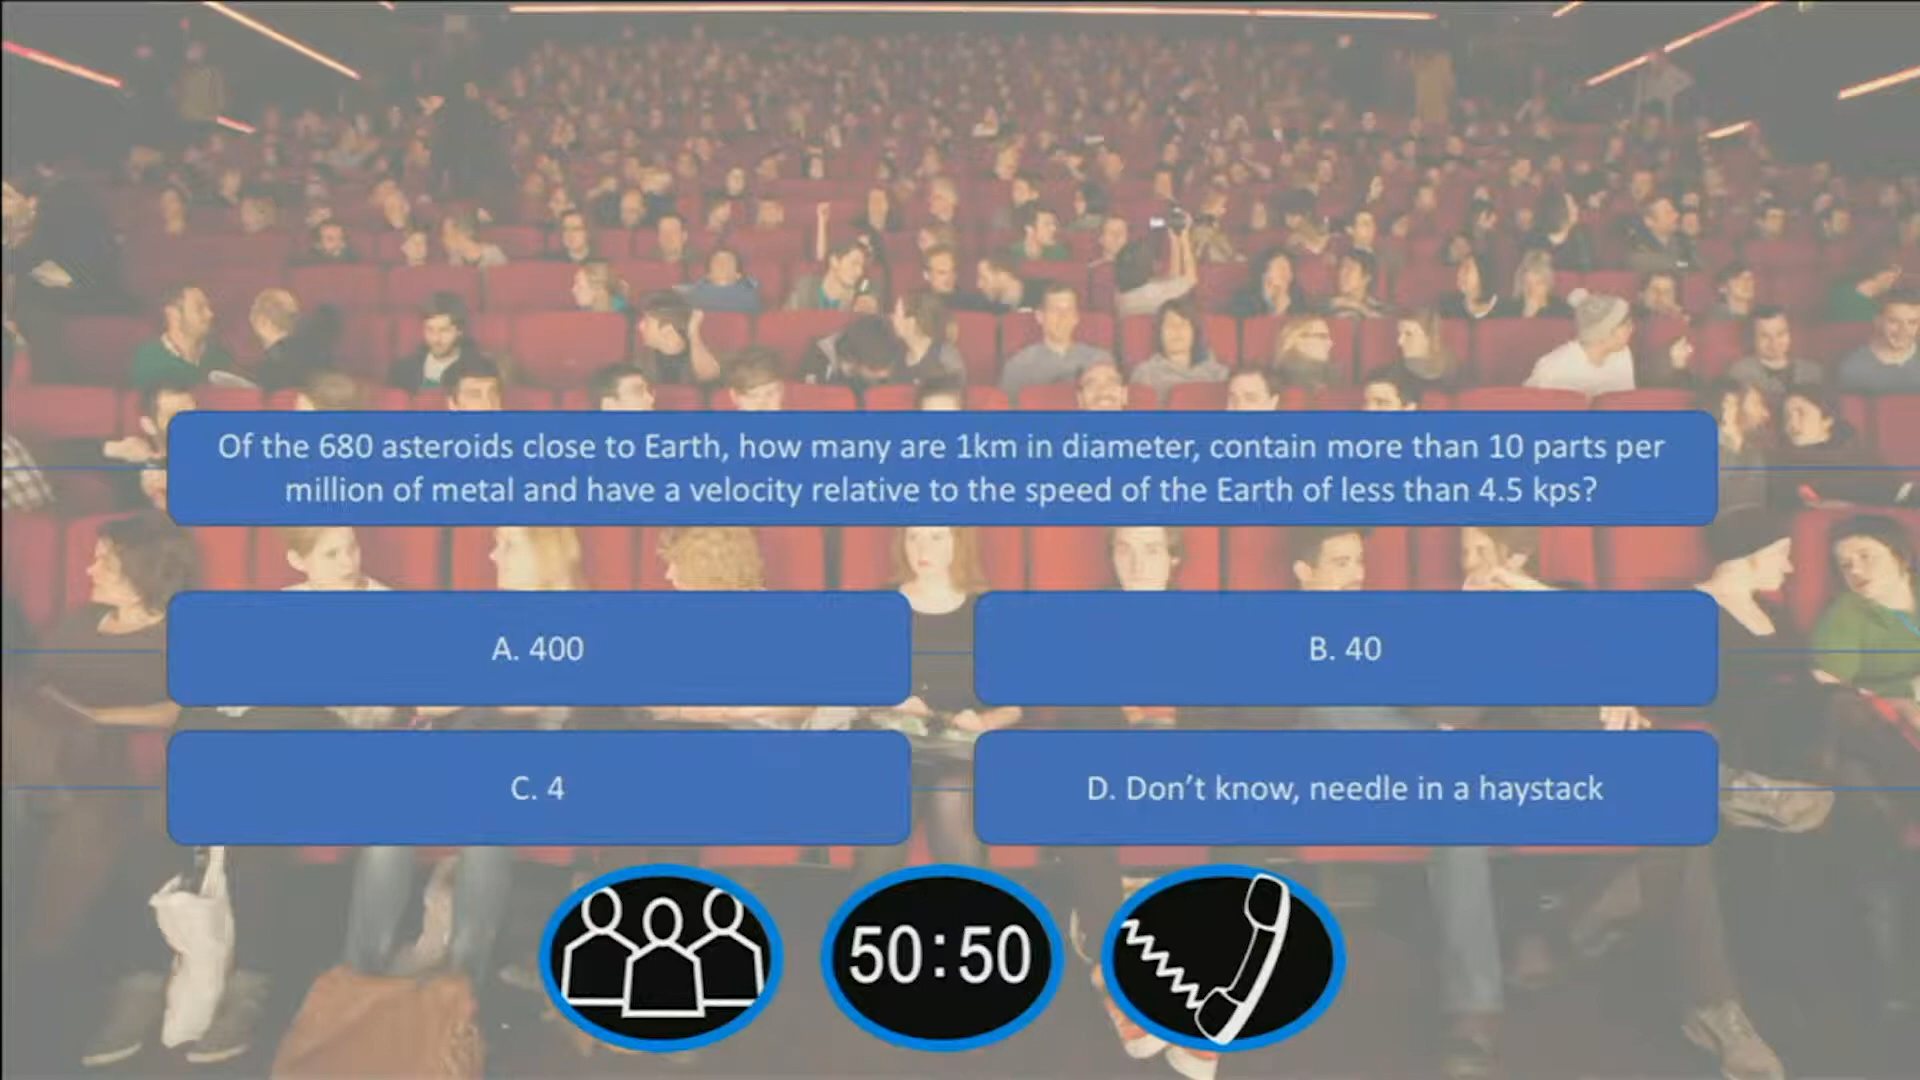 Of the 680 asteroids close to Earth, how many are 1km in diameter, contain more than 10 parts per
million of metal and have a velocity relative to the speed of the Earth of less than 4.5 kps?
A. 400
B. 40
C. 4
D. Don’t know, needle in a haystack
50:50